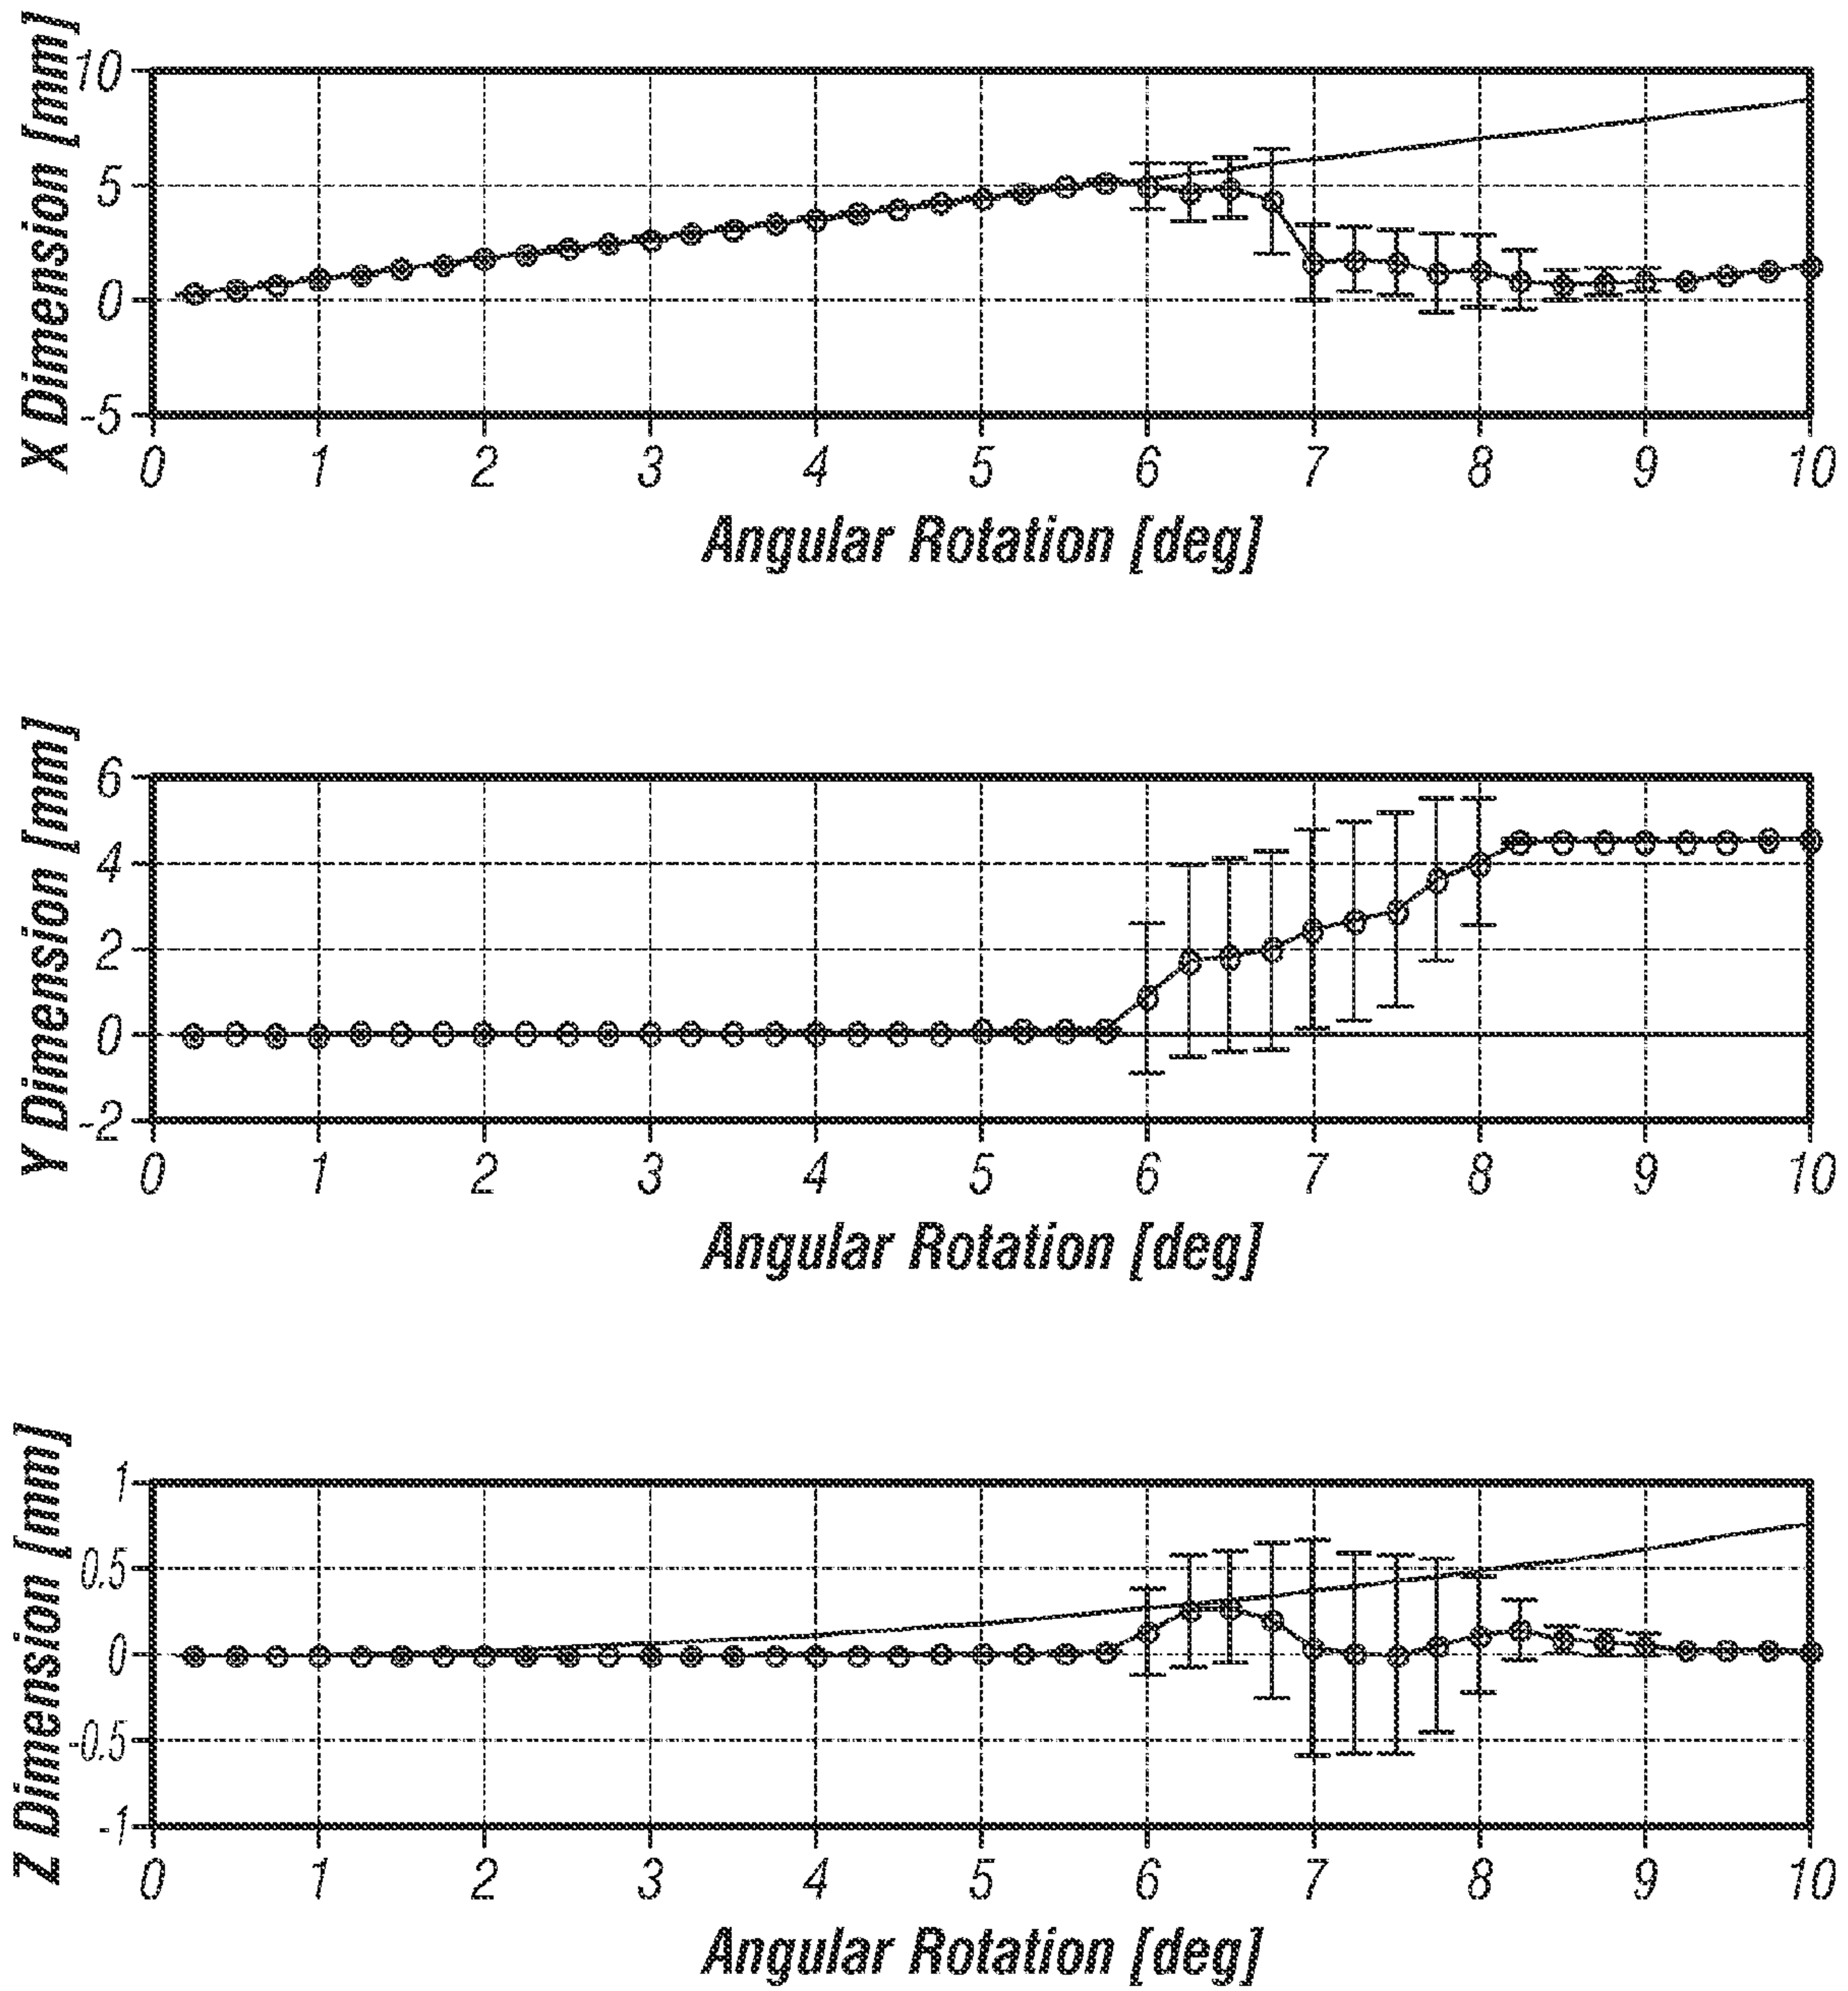 X Dimension [mm]
10
5
0
-5
0 1 2 3 4 5 6 7 8 9 10
Angular Rotation [deg]
Y Dimension [mm]
6
4
2
0
-2
0 1 2 3 4 5 6 7 8 9 10
Angular Rotation [deg]
Z Dimension [mm]
1
0.5
0
-0.5
-1
0 1 2 3 4 5 6 7 8 9 10
Angular Rotation [deg]